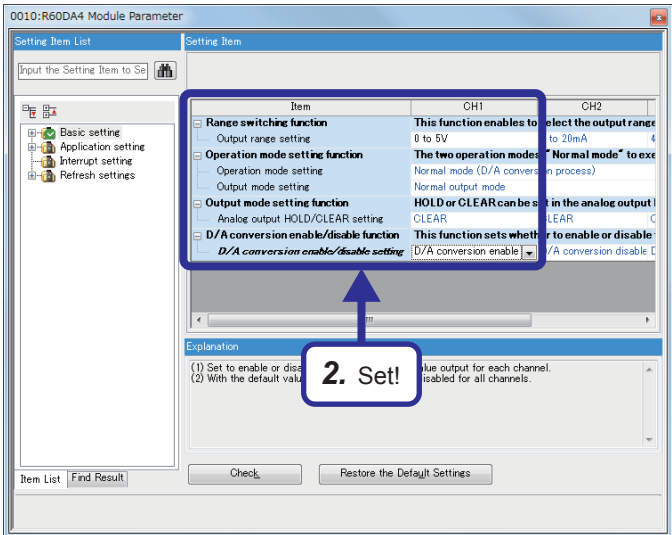 0010:R60DA4 Module Parameter
Setting Item List
Setting Item
Input the Setting Item to Se
Item CH1 CH2
Range switching function This function enables to select the output range
Output range setting 0 to 5V to 20mA 4
Operation mode setting function The two operation modes "Normal mode" to exe
Operation mode setting Normal mode (D/A conversion process)
Output mode setting Normal output mode
Output mode setting function HOLD or CLEAR can be set in the analog output
Analog output HOLD/CLEAR setting CLEAR CLEAR C
D/A conversion enable/disable function This function sets whether to enable or disable
D/A conversion enable/disable setting D/A conversion enable D/A conversion disable D
Basic setting
Application setting
Interrupt setting
Refresh settings
Explanation
(1) Set to enable or disa lue output for each channel.
(2) With the default valu isabled for all channels.
2. Set!
Item List Find Result
Check Restore the Default Settings